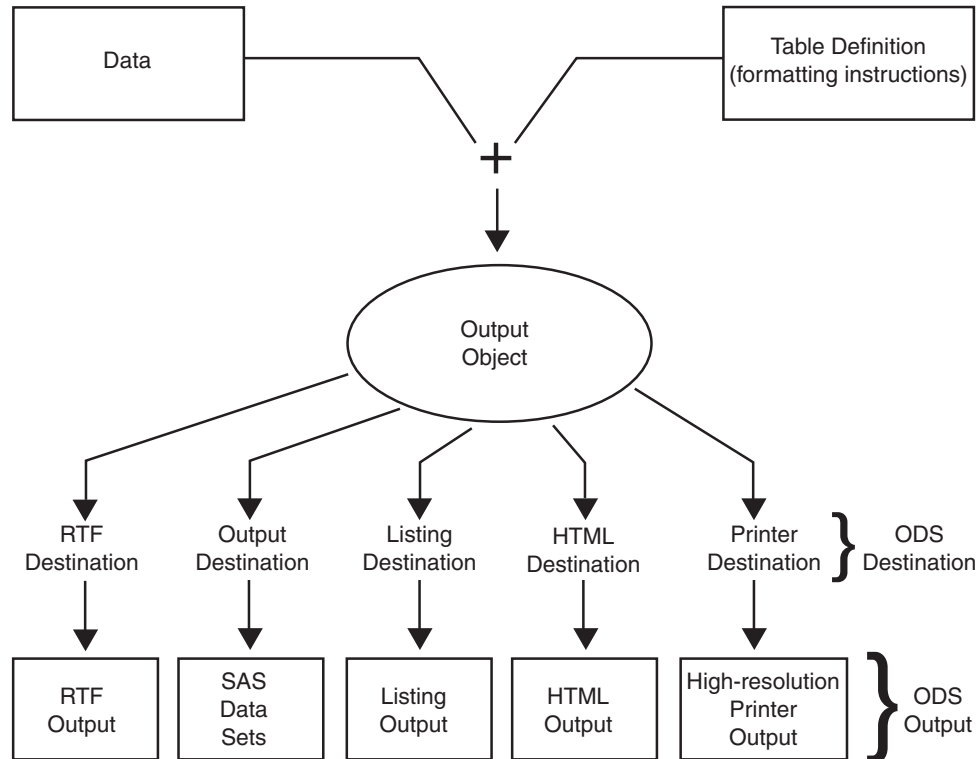 Data
Table Definition
(formatting instructions)
+
Output
Object
RTF
Destination
Output
Destination
Listing
Destination
HTML
Destination
Printer
Destination
}
ODS
Destination
RTF
Output
SAS
Data
Sets
Listing
Output
HTML
Output
High-resolution
Printer
Output
}
ODS
Output